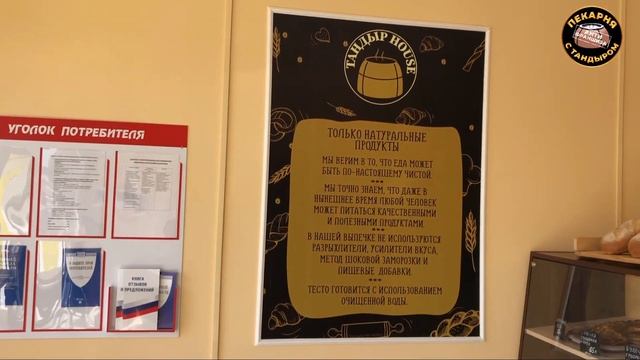 ПЕКАРНЯ
АНТИ
ФРАНШИЗА
С ТАНДЫРОМ
ТАНДЫР HOUSE
УГОЛОК ПОТРЕБИТЕЛЯ
КНИГА
ОТЗЫВОВ
И ПРЕДЛОЖЕНИЙ
ТОЛЬКО НАТУРАЛЬНЫЕ
ПРОДУКТЫ
МЫ ВЕРИМ В ТО, ЧТО ЕДА МОЖЕТ
БЫТЬ ПО-НАСТОЯЩЕМУ ЧИСТОЙ.
***
МЫ ТОЧНО ЗНАЕМ, ЧТО ДАЖЕ В
НЫНЕШНЕЕ ВРЕМЯ ЛЮБОЙ ЧЕЛОВЕК
МОЖЕТ ПИТАТЬСЯ КАЧЕСТВЕННЫМИ
И ПОЛЕЗНЫМИ ПРОДУКТАМИ.
***
В НАШЕЙ ВЫПЕЧКЕ НЕ ИСПОЛЬЗУЮТСЯ
РАЗРЫХЛИТЕЛИ, УСИЛИТЕЛИ ВКУСА,
МЕТОД ШОКОВОЙ ЗАМОРОЗКИ И
ПИЩЕВЫЕ ДОБАВКИ.
***
ТЕСТО ГОТОВИТСЯ С ИСПОЛЬЗОВАНИЕМ
ОЧИЩЕННОЙ ВОДЫ.